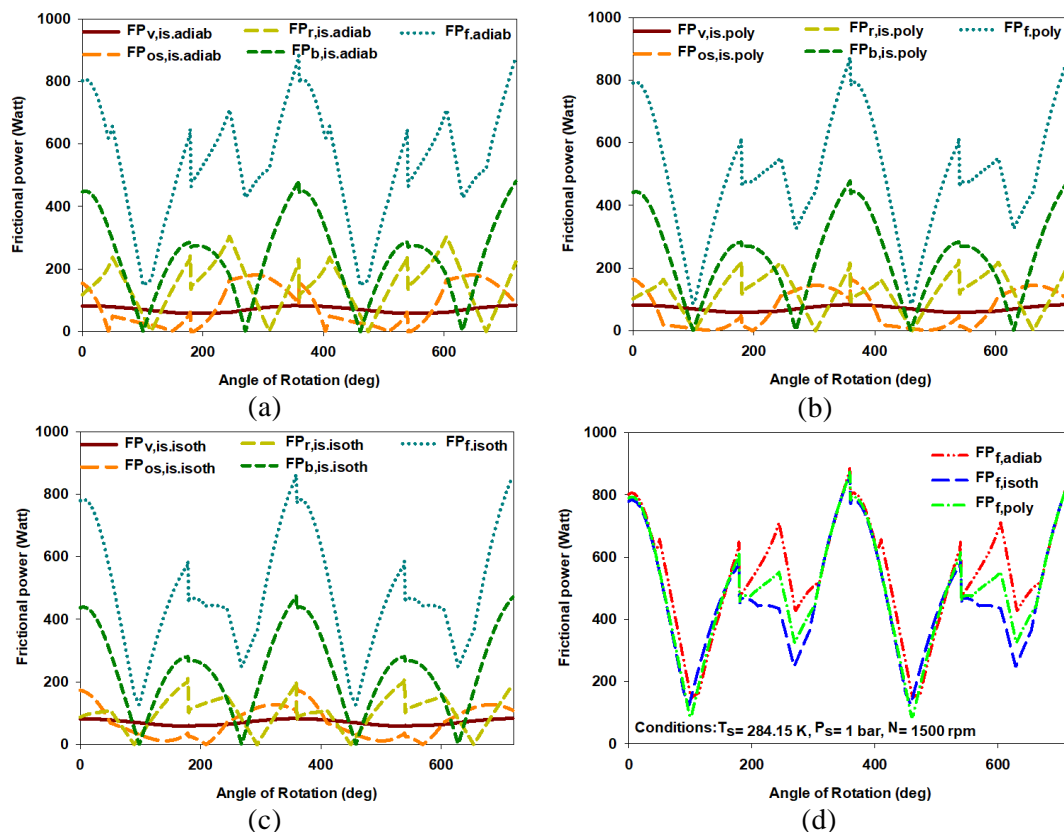 FPv,is.adiab FPr,is.adiab FPf.adiab
FPos,is.adiab FPb,is.adiab
Frictional power (Watt)
1000
800
600
400
200
0
0 200 400 600
Angle of Rotation (deg)
(a)
FPv,is.poly FPr,is.poly FPf.poly
FPos,is.poly FPb,is.poly
Frictional power (Watt)
1000
800
600
400
200
0
0 200 400 600
Angle of Rotation (deg)
(b)
FPv,is.isoth FPr,is.isoth FPf.isoth
FPos,is.isoth FPb,is.isoth
Frictional power (Watt)
1000
800
600
400
200
0
0 200 400 600
Angle of Rotation (deg)
(c)
FPf,adiab
FPf,isoth
FPf,poly
Frictional power (Watt)
1000
800
600
400
200
0
Conditions: Ts= 284.15 K, Ps= 1 bar, N= 1500 rpm
0 200 400 600
Angle of Rotation (deg)
(d)